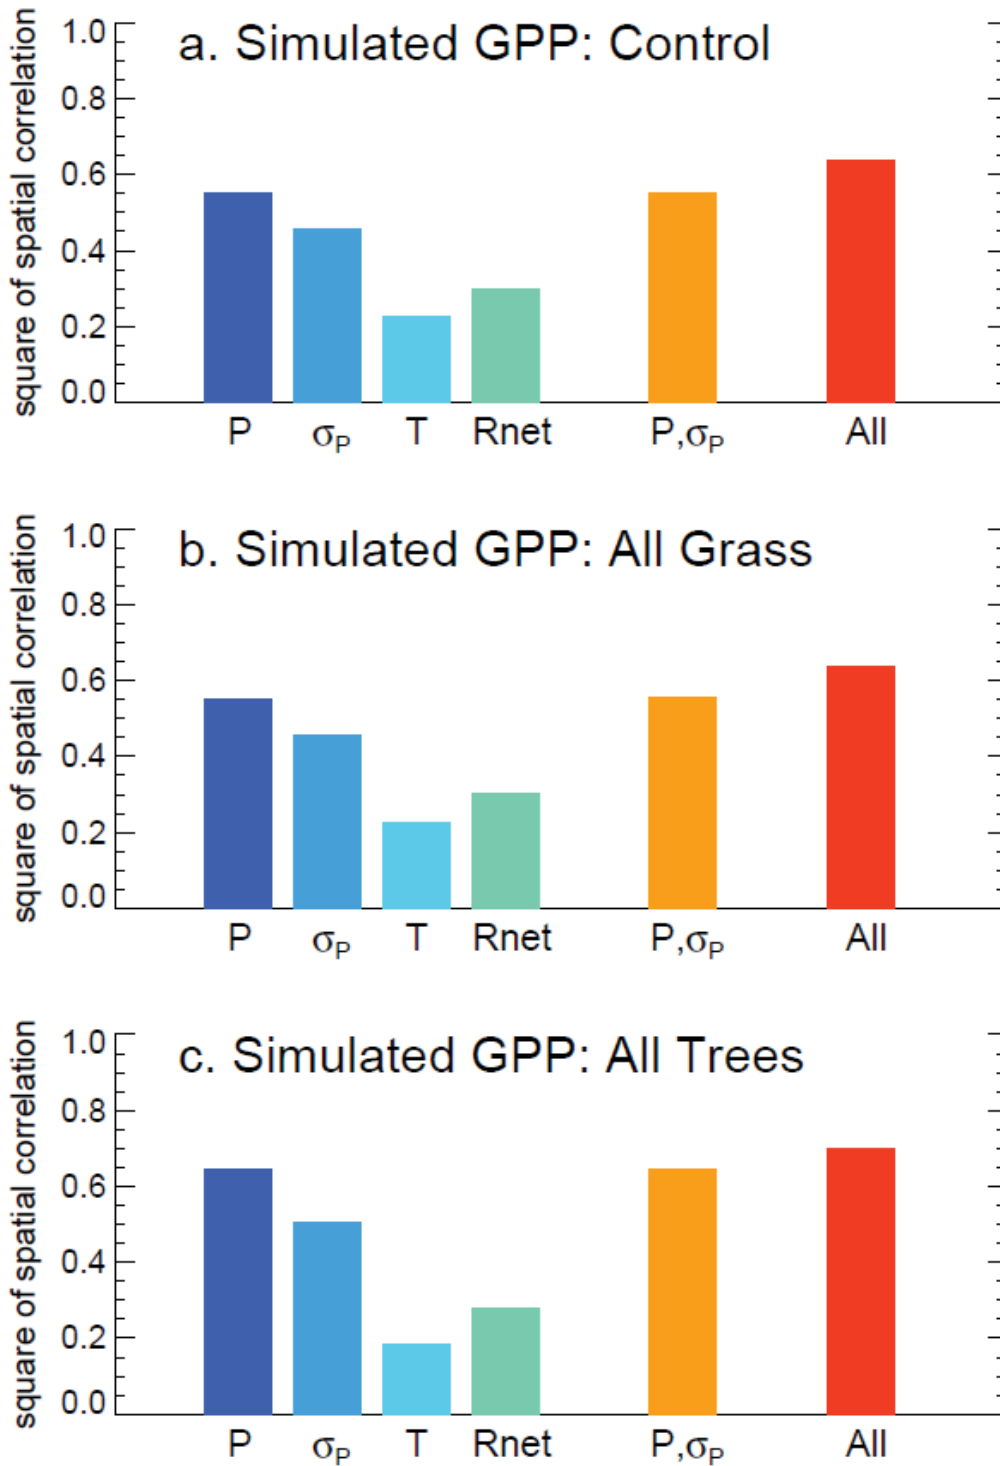 a. Simulated GPP: Control
square of spatial correlation
1.0
0.8
0.6
0.4
0.2
0.0
P σP T Rnet P,σP All
b. Simulated GPP: All Grass
square of spatial correlation
1.0
0.8
0.6
0.4
0.2
0.0
P σP T Rnet P,σP All
c. Simulated GPP: All Trees
square of spatial correlation
1.0
0.8
0.6
0.4
0.2
0.0
P σP T Rnet P,σP All